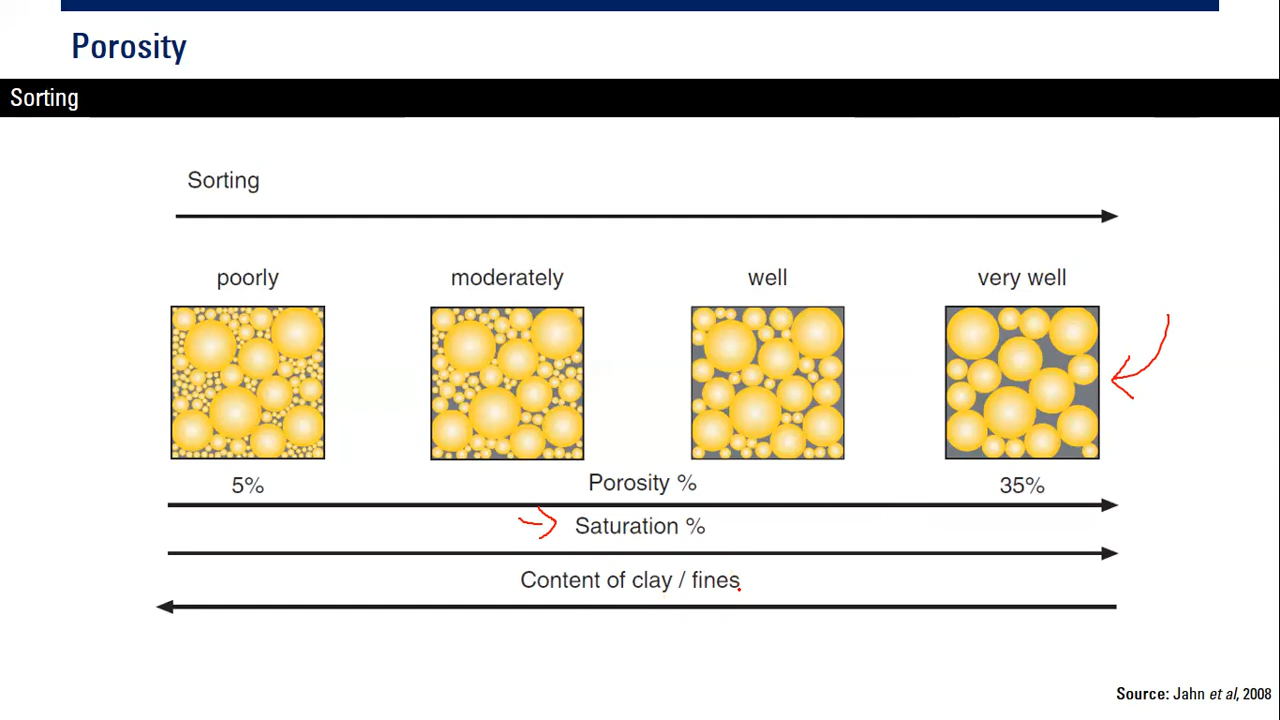 Porosity
Sorting
Sorting
poorly moderately well very well
5% Porosity % 35%
Saturation %
Content of clay / fines
Source: Jahn et al, 2008